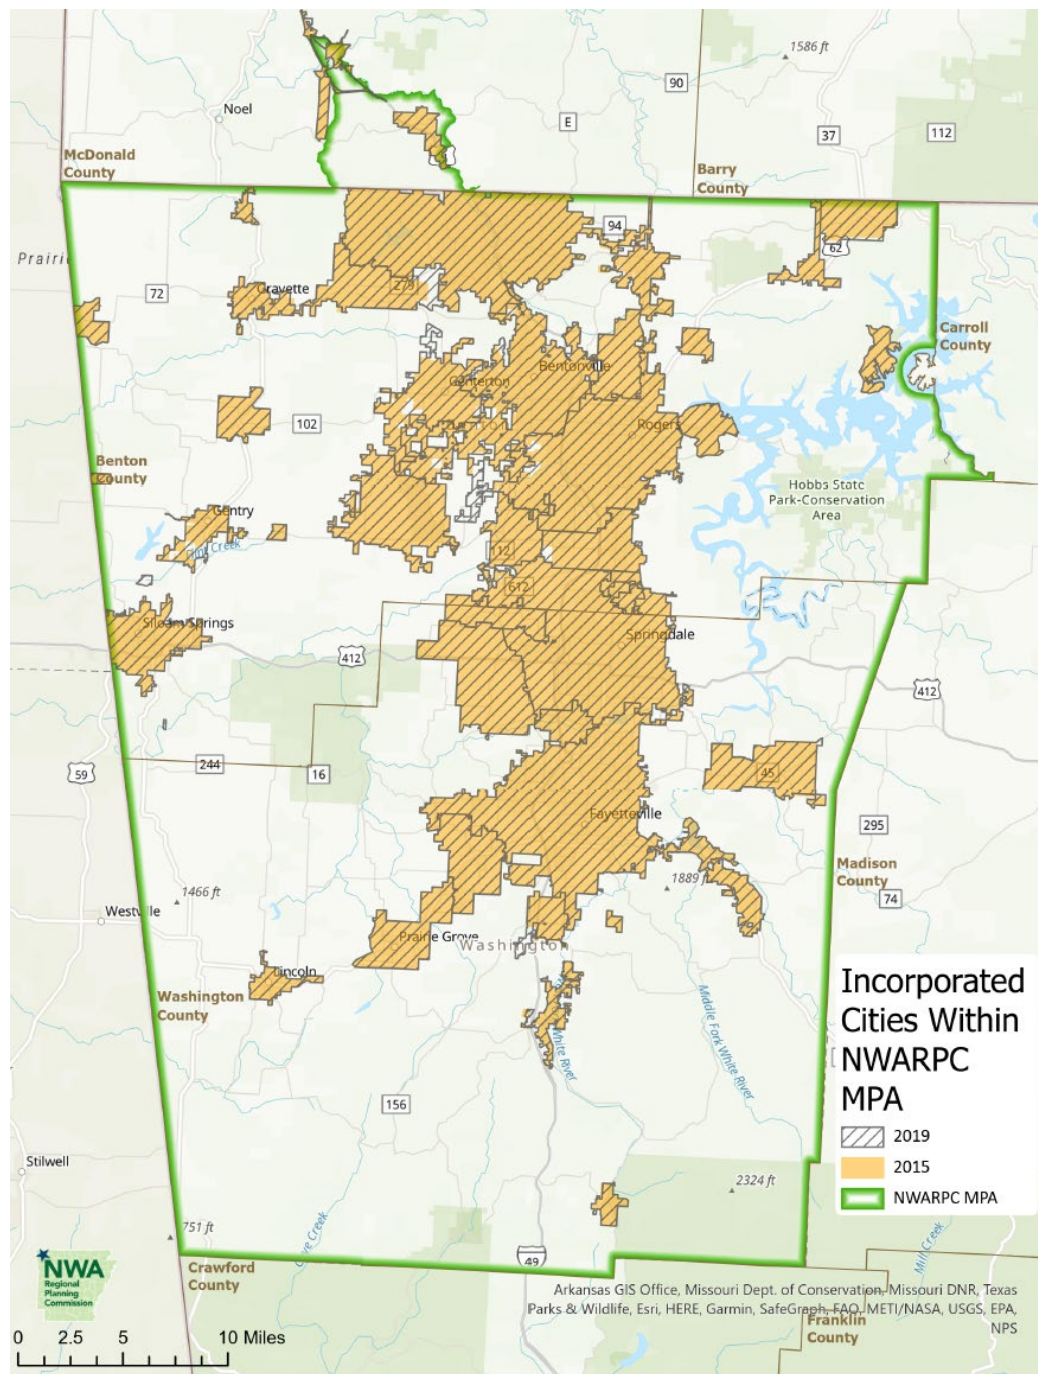 1586 ft
90
Noel
E
37
112
McDonald
County
Barry
County
94
62
Prairi
72
Gravette
279
Carroll
County
Bentonville
Centerton
Benton
102
Rogers
Benton
County
Hobbs State
Park-Conservation
Area
Gentry
Flint Creek
112
612
Siloam Springs
Springdale
412
412
244
16
59
45
Fayetteville
295
Madison
County
1466 ft
1889 ft
74
Westville
Prairie Grove
Washington
Lincoln
Washington
County
White River
Middle Fork White River
156
Stilwell
2324 ft
751 ft
49
Mill Creek
Crawford
County
Franklin
County
Incorporated
Cities Within
NWARPC
MPA
2019
2015
NWARPC MPA
NWA
Regional
Planning
Commission
0 2.5 5 10 Miles
Arkansas GIS Office, Missouri Dept. of Conservation, Missouri DNR, Texas
Parks & Wildlife, Esri, HERE, Garmin, SafeGraph, FAO, METI/NASA, USGS, EPA,
NPS